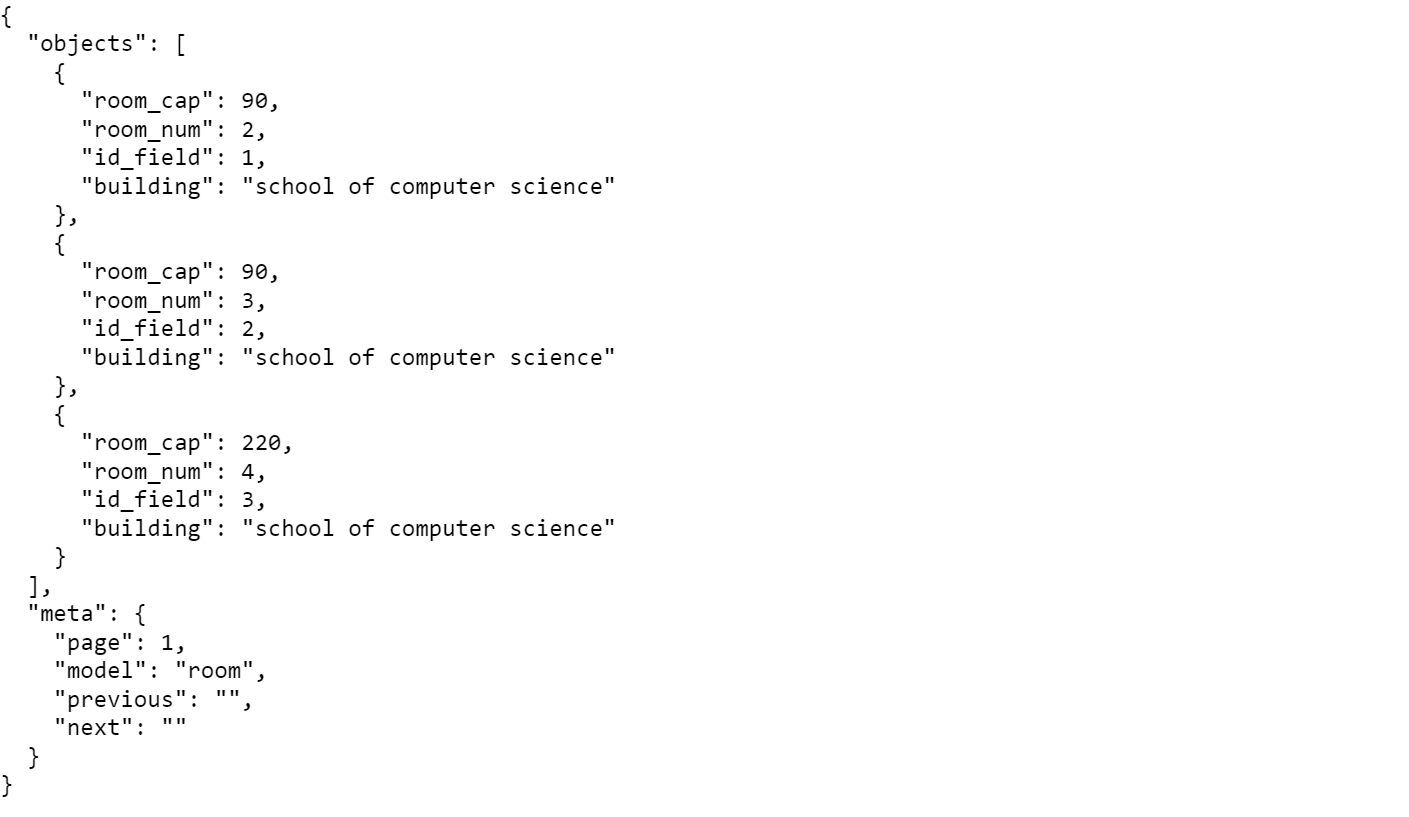 {
  "objects": [
    {
      "room_cap": 90,
      "room_num": 2,
      "id_field": 1,
      "building": "school of computer science"
    },
    {
      "room_cap": 90,
      "room_num": 3,
      "id_field": 2,
      "building": "school of computer science"
    },
    {
      "room_cap": 220,
      "room_num": 4,
      "id_field": 3,
      "building": "school of computer science"
    }
  ],
  "meta": {
    "page": 1,
    "model": "room",
    "previous": "",
    "next": ""
  }
}